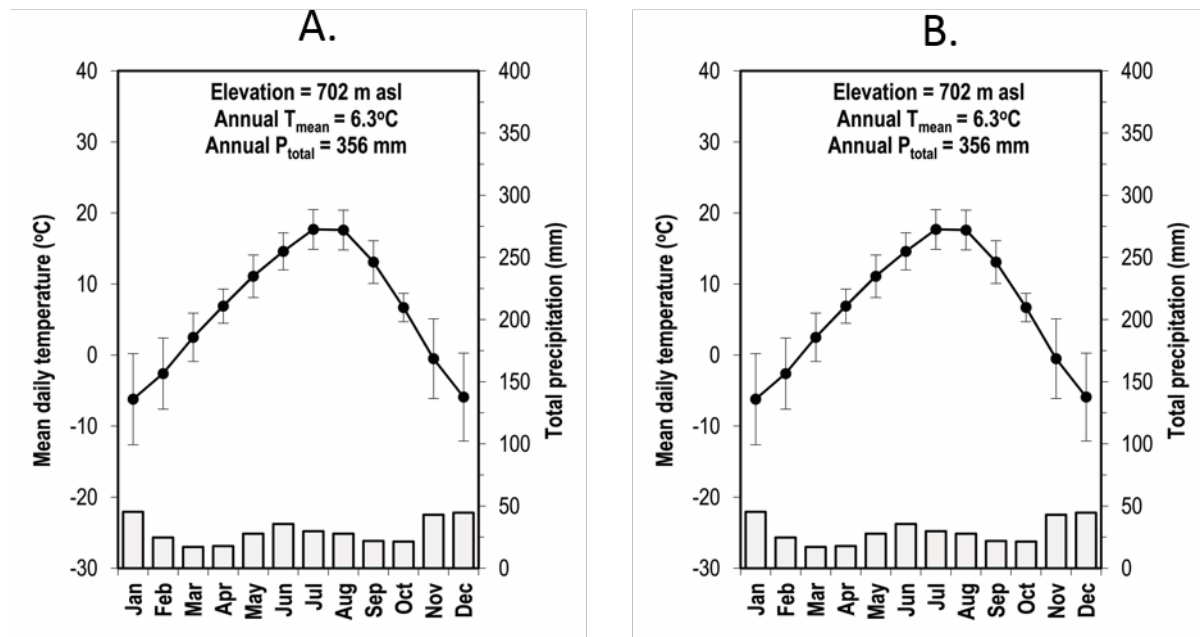 A.
Elevation = 702 m asl
Annual Tmean = 6.3ºC
Annual Ptotal = 356 mm
Mean daily temperature (ºC)
40
30
20
10
0
-10
-20
-30
Total precipitation (mm)
400
350
300
250
200
150
100
50
0
Jan Feb Mar Apr May Jun Jul Aug Sep Oct Nov Dec
B.
Elevation = 702 m asl
Annual Tmean = 6.3ºC
Annual Ptotal = 356 mm
Mean daily temperature (ºC)
40
30
20
10
0
-10
-20
-30
Total precipitation (mm)
400
350
300
250
200
150
100
50
0
Jan Feb Mar Apr May Jun Jul Aug Sep Oct Nov Dec